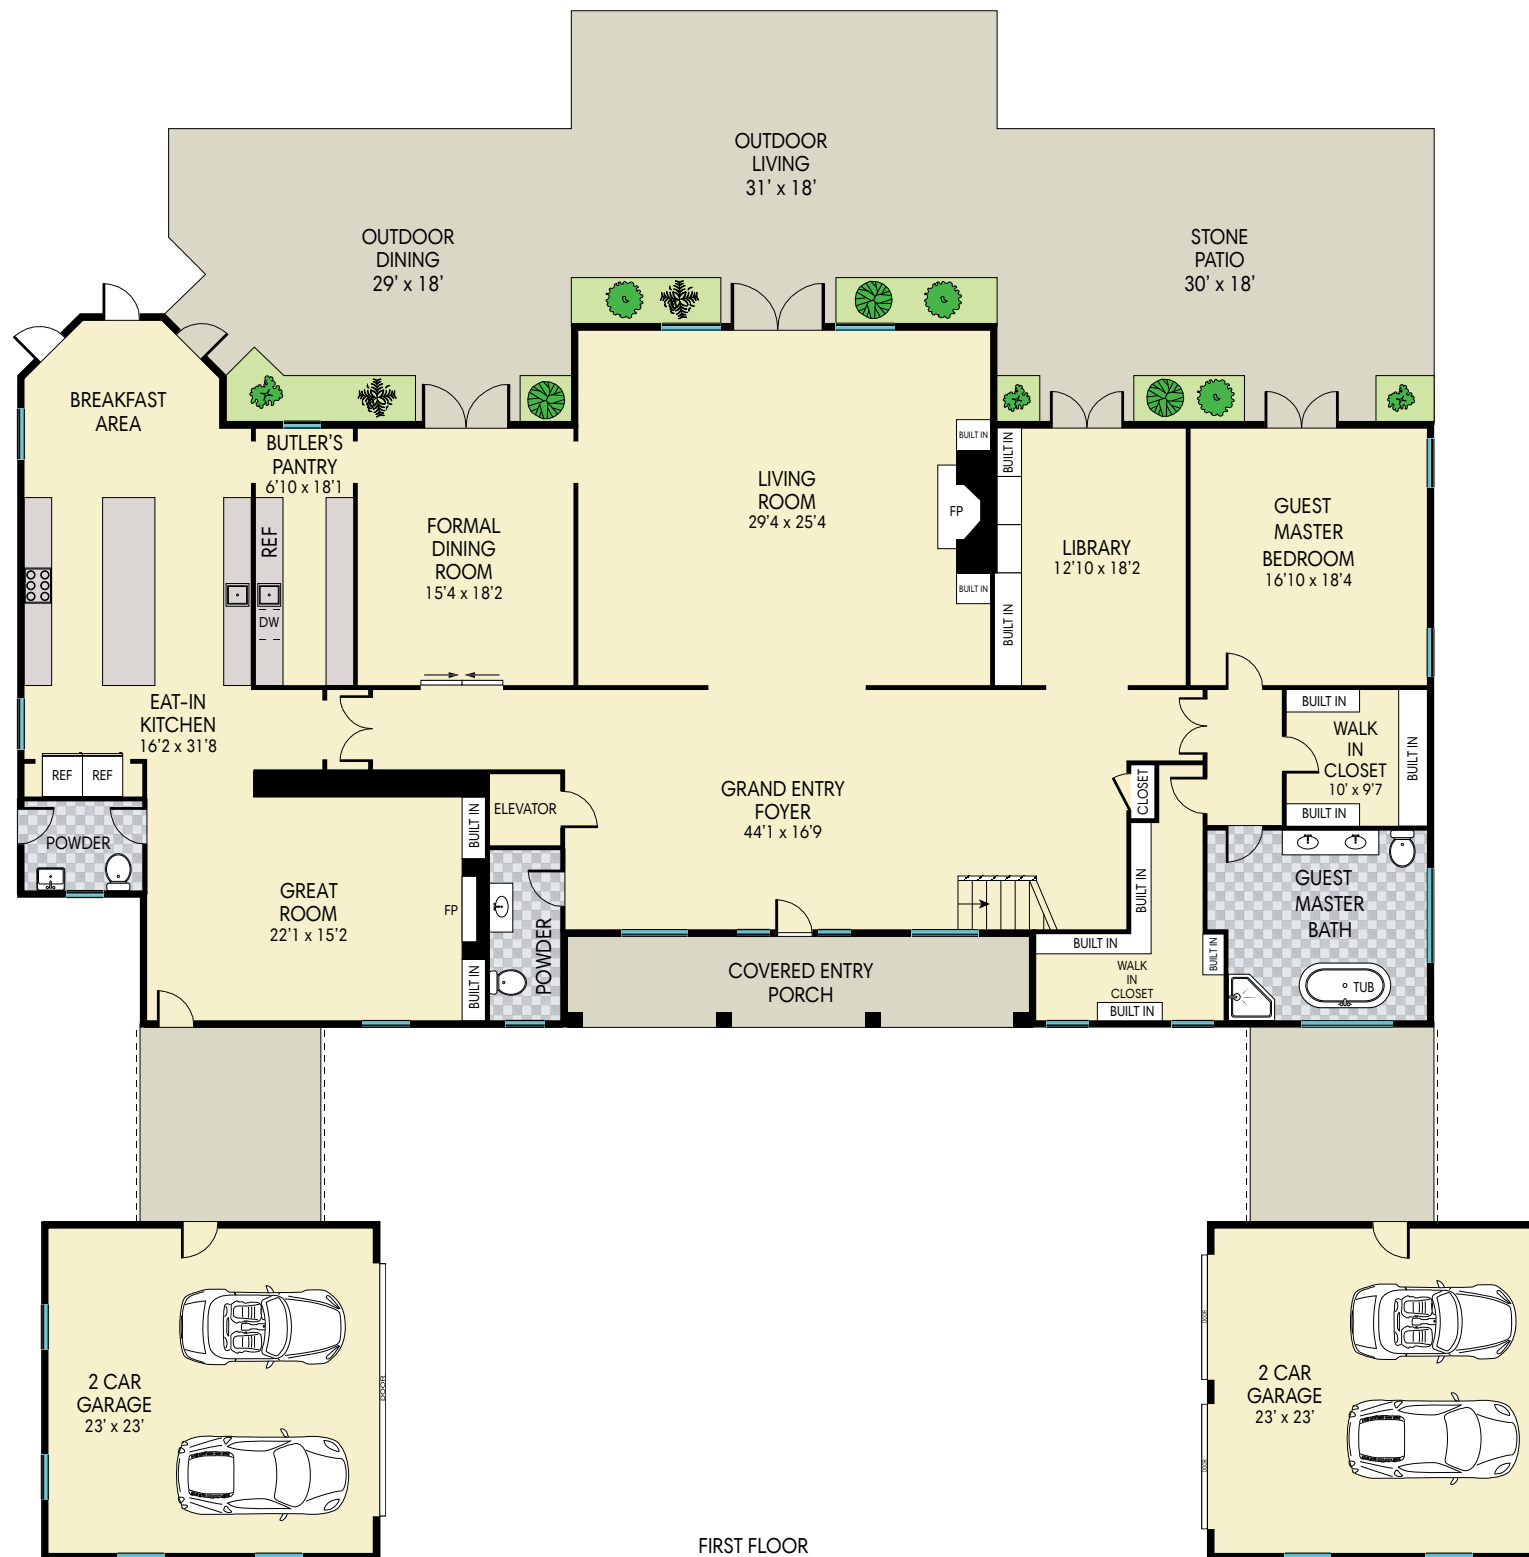 OUTDOOR
LIVING
31' x 18'
OUTDOOR
DINING
29' x 18'
STONE
PATIO
30' x 18'
BREAKFAST
AREA
BUTLER'S
PANTRY
6'10 x 18'1
REF
DW
FORMAL
DINING
ROOM
15'4 x 18'2
LIVING
ROOM
29'4 x 25'4
BUILT IN
FP
BUILT IN
BUILT IN
BUILT IN
LIBRARY
12'10 x 18'2
GUEST
MASTER
BEDROOM
16'10 x 18'4
EAT-IN
KITCHEN
16'2 x 31'8
REF
REF
POWDER
GREAT
ROOM
22'1 x 15'2
BUILT IN
FP
BUILT IN
ELEVATOR
POWDER
GRAND ENTRY
FOYER
44'1 x 16'9
CLOSET
BUILT IN
BUILT IN
WALK
IN
CLOSET
BUILT IN
BUILT IN
BUILT IN
WALK
IN
CLOSET
10' x 9'7
BUILT IN
BUILT IN
GUEST
MASTER
BATH
TUB
COVERED ENTRY
PORCH
2 CAR
GARAGE
23' x 23'
DOOR
2 CAR
GARAGE
23' x 23'
DOOR
DOOR
FIRST FLOOR